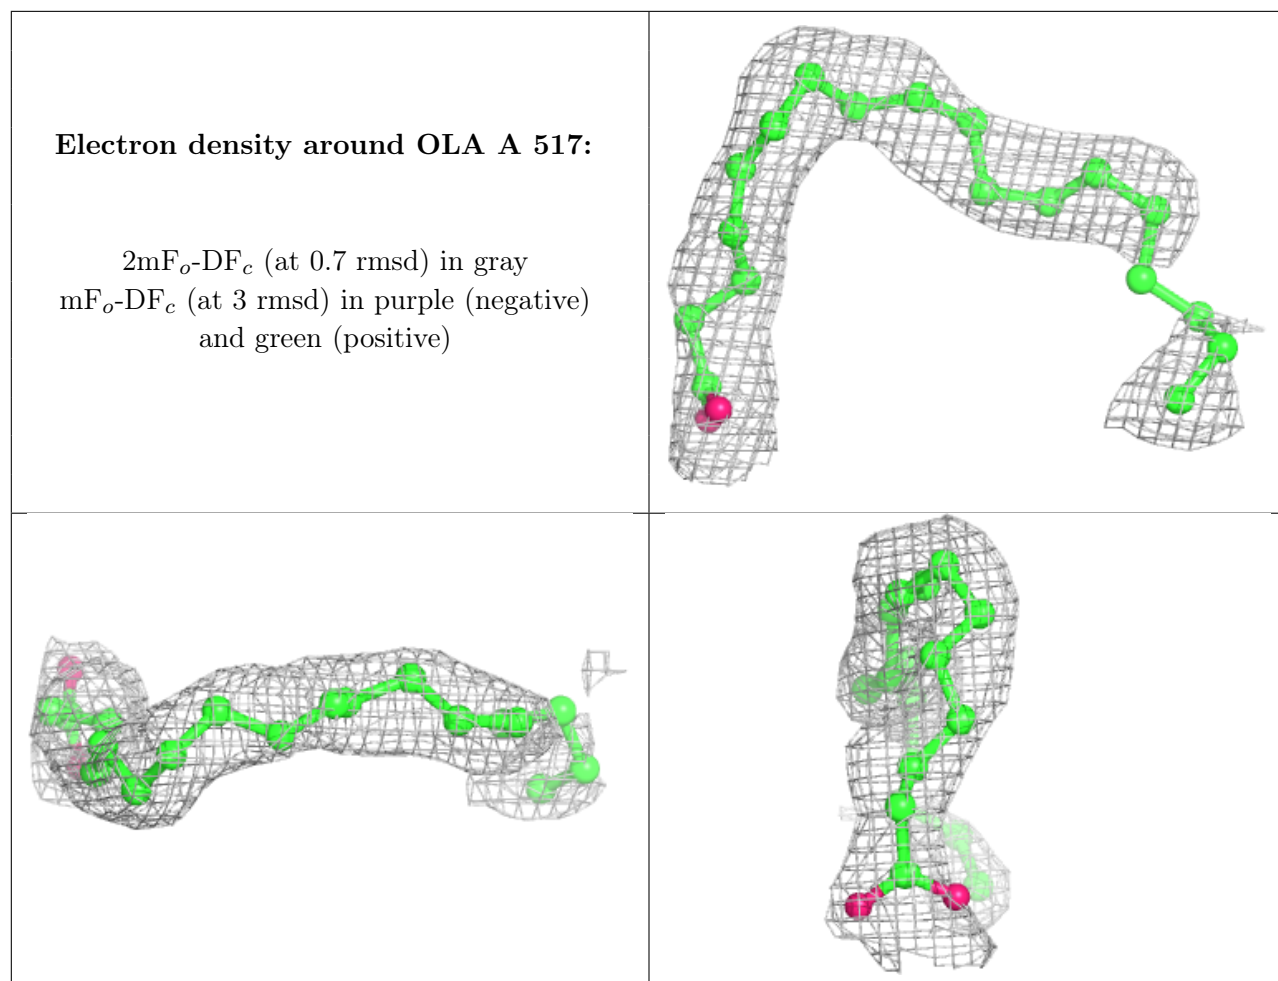 Electron density around OLA A 517:
2mFo-DFc (at 0.7 rmsd) in gray
mFo-DFc (at 3 rmsd) in purple (negative)
and green (positive)